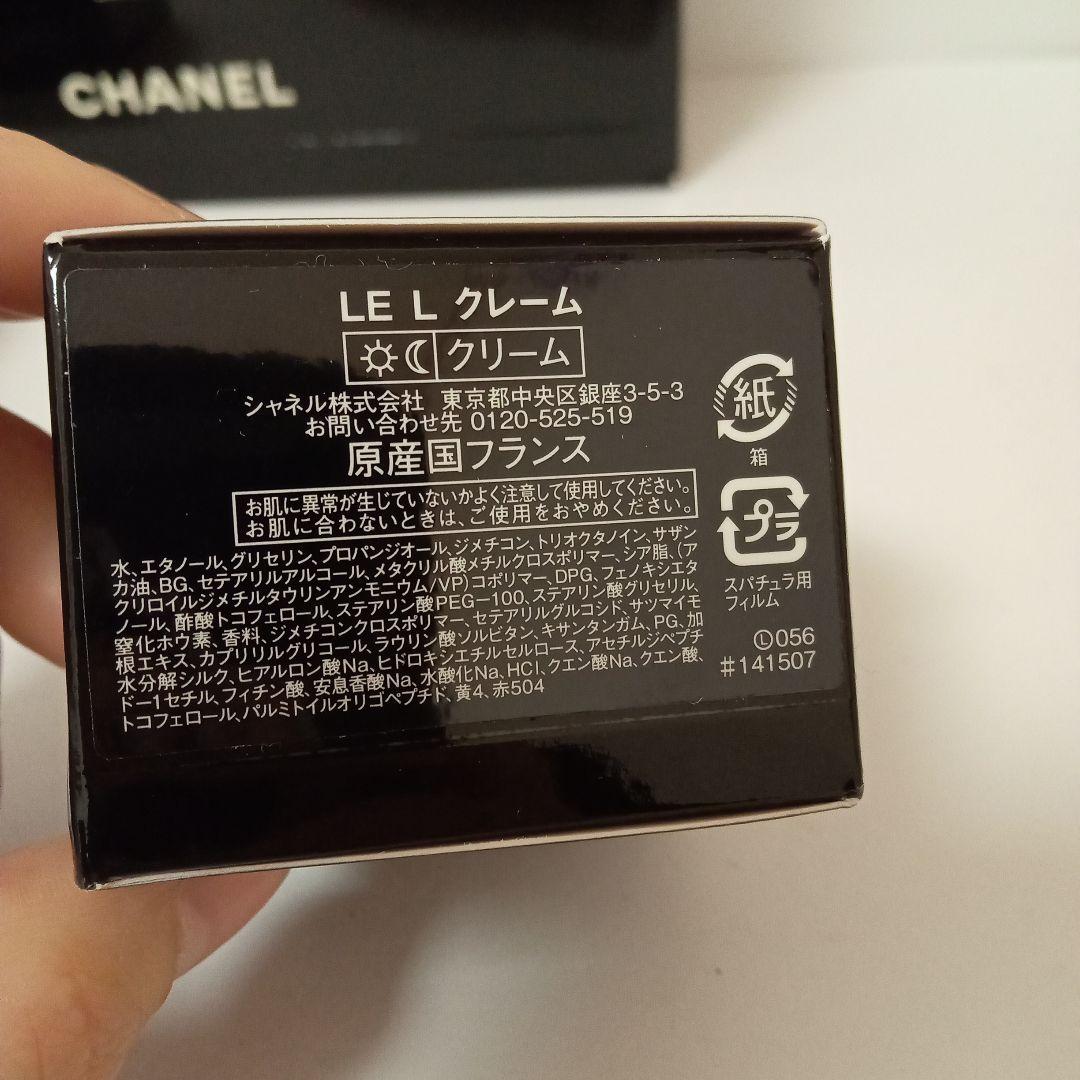 CHANEL
LE L クレーム
クリーム
シャネル株式会社 東京都中央区銀座3-5-3
お問い合わせ先 0120-525-519
原産国フランス
お肌に異常が生じていないかよく注意して使用してください。
お肌に合わないときは、ご使用をおやめください。
水、エタノール、グリセリン、プロパンジオール、ジメチコン、トリオクタノイン、サザン
カ油、BG、セテアリルアルコール、メタクリル酸メチルクロスポリマー、シア脂、(ア
クリロイルジメチルタウリンアンモニウム/VP)コポリマー、DPG、フェノキシエタ
ノール、酢酸トコフェロール、ステアリン酸PEG-100、ステアリン酸グリセリル、
窒化ホウ素、香料、ジメチコンクロスポリマー、セテアリルグルコシド、サツマイモ
根エキス、カプリリルグリコール、ラウリン酸ソルビタン、キサンタンガム、PG、加
水分解シルク、ヒアルロン酸Na、ヒドロキシエチルセルロース、アセチルジペプチ
ド-1セチル、フィチン酸、安息香酸Na、水酸化Na、HCl、クエン酸Na、クエン酸、
トコフェロール、パルミトイルオリゴペプチド、黄4、赤504
紙
箱
プラ
スパチュラ用
フィルム
Ⓛ056
#141507